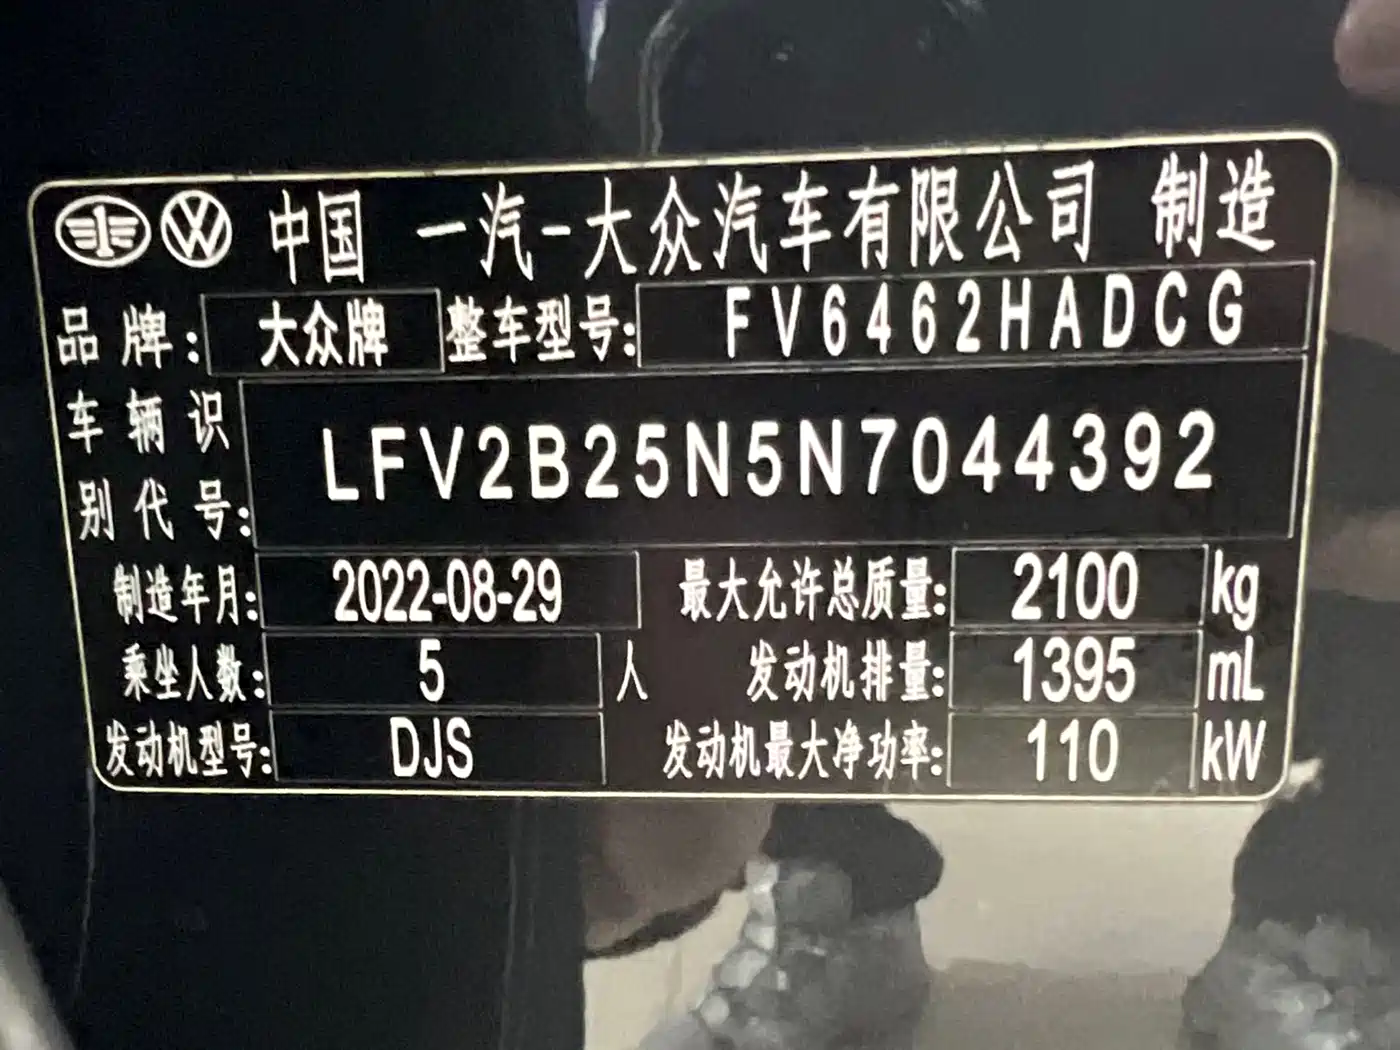 中国 一汽-大众汽车有限公司 制造
品牌: 大众牌 整车型号: FV6462HADCG
车辆识别代号: LFV2B25N5N7044392
制造年月: 2022-08-29 最大允许总质量: 2100 kg
乘坐人数: 5 人 发动机排量: 1395 mL
发动机型号: DJS 发动机最大净功率: 110 kW